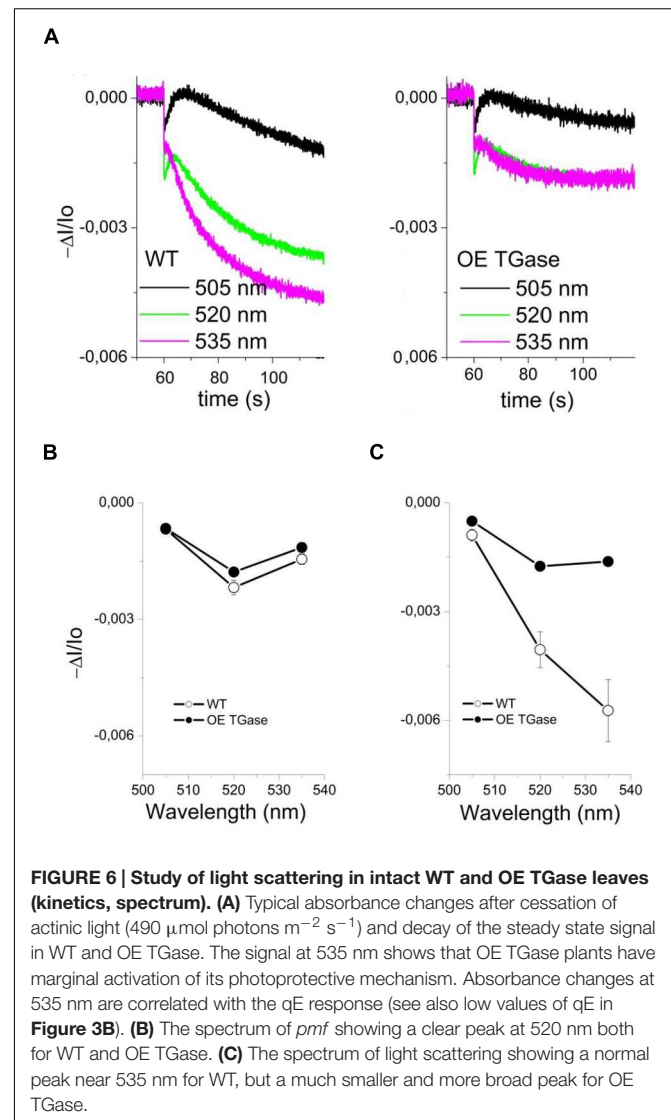 A
0,000
-0,003
-0,006
−ΔI/Io
WT
505 nm
520 nm
535 nm
60 80 100
time (s)
0,000
-0,003
0,006
OE TGase
505 nm
520 nm
535 nm
60 80 100
time (s)
B
0,000
-0,003
-0,006
−ΔI/Io
WT
OE TGase
500 510 520 530 540
Wavelength (nm)
C
0,000
-0,003
-0,006
WT
OE TGase
500 510 520 530 540
Wavelength (nm)
FIGURE 6 | Study of light scattering in intact WT and OE TGase leaves
(kinetics, spectrum). (A) Typical absorbance changes after cessation of
actinic light (490 μmol photons m−2 s−1) and decay of the steady state signal
in WT and OE TGase. The signal at 535 nm shows that OE TGase plants have
marginal activation of its photoprotective mechanism. Absorbance changes at
535 nm are correlated with the qE response (see also low values of qE in
Figure 3B). (B) The spectrum of pmf showing a clear peak at 520 nm both
for WT and OE TGase. (C) The spectrum of light scattering showing a normal
peak near 535 nm for WT, but a much smaller and more broad peak for OE
TGase.